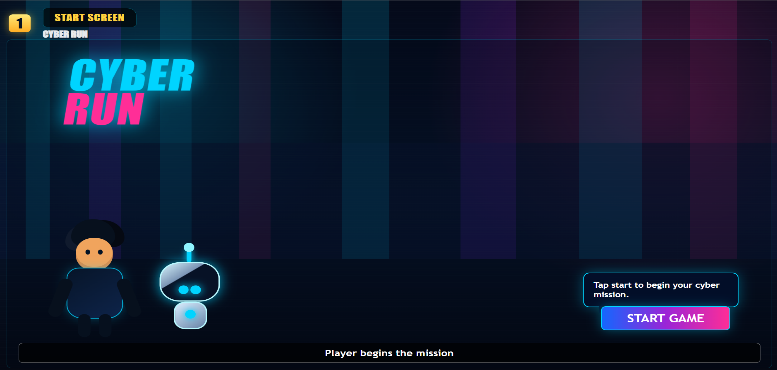 1
START SCREEN
CYBER RUN
CYBER
RUN
Tap start to begin your cyber
mission.
START GAME
Player begins the mission